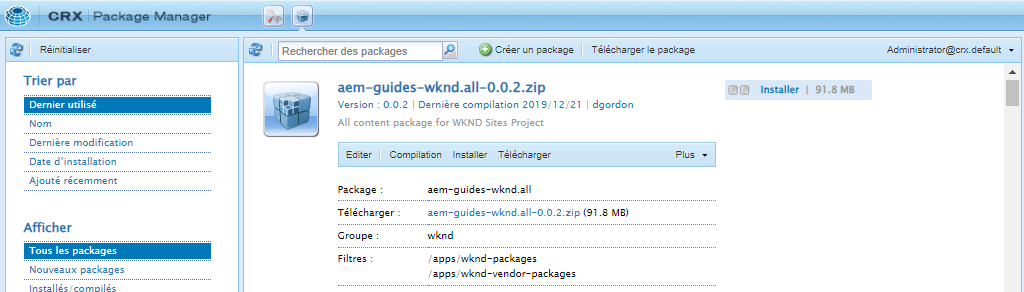 CRX | Package Manager
Réinitialiser
Rechercher des packages
Créer un package
Télécharger le package
Administrator@crx.default
Trier par
Dernier utilisé
Nom
Dernière modification
Date d'installation
Ajouté récemment
Afficher
Tous les packages
Nouveaux packages
Installés/compilés
aem-guides-wknd.all-0.0.2.zip
Version : 0.0.2 | Dernière compilation 2019/12/21 | dgordon
All content package for WKND Sites Project
Installer | 91.8 MB
Editer Compilation Installer Télécharger Plus
Package : aem-guides-wknd.all
Télécharger : aem-guides-wknd.all-0.0.2.zip (91.8 MB)
Groupe : wknd
Filtres : /apps/wknd-packages
/apps/wknd-vendor-packages